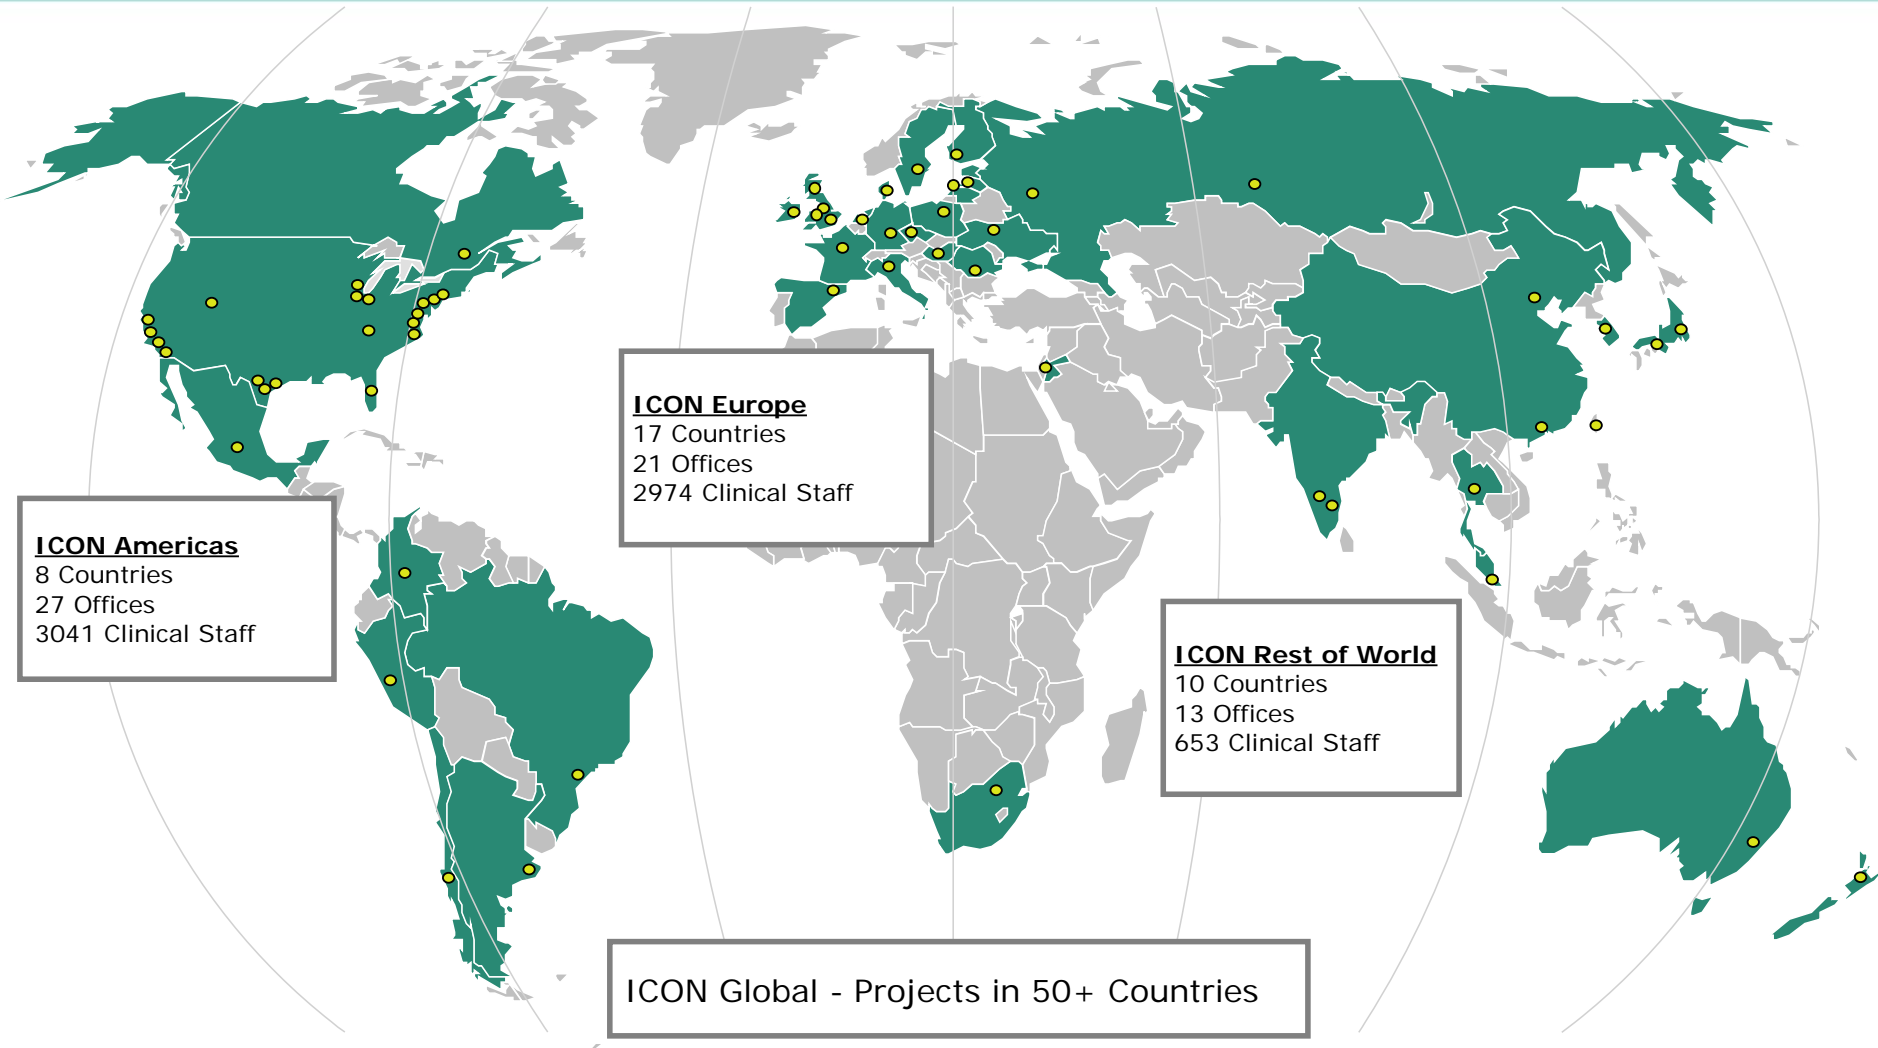 ICON Europe
17 Countries
21 Offices
2974 Clinical Staff
ICON Americas
8 Countries
27 Offices
3041 Clinical Staff
ICON Rest of World
10 Countries
13 Offices
653 Clinical Staff
ICON Global - Projects in 50+ Countries